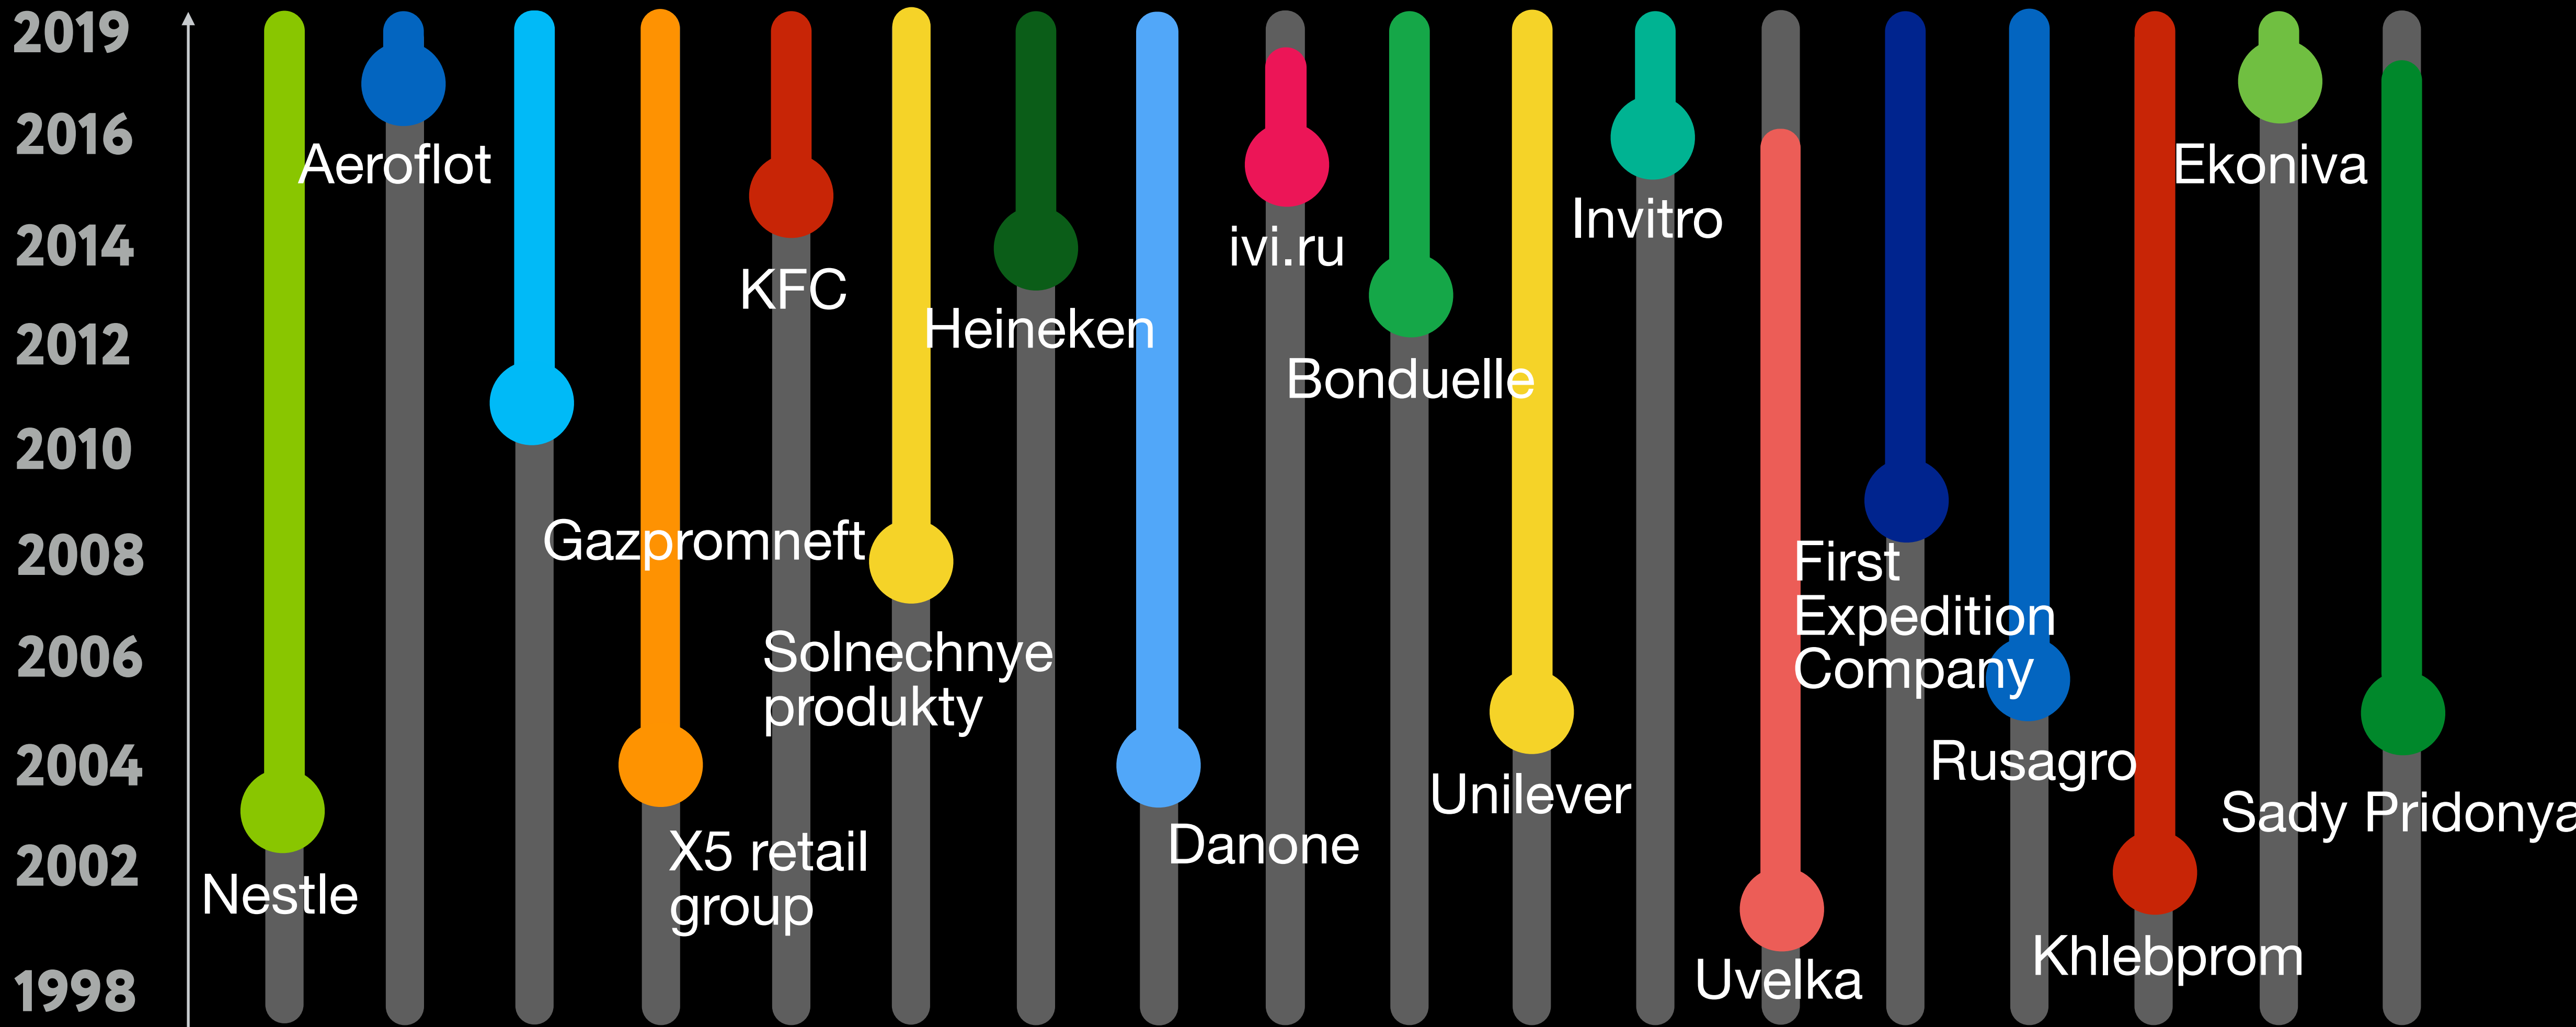 2019
2016
2014
2012
2010
2008
2006
2004
2002
1998
Nestle
Aeroflot
Gazpromneft
X5 retail
group
KFC
Solnechnye
produkty
Heineken
Danone
ivi.ru
Bonduelle
Unilever
Invitro
Uvelka
First
Expedition
Company
Rusagro
Khlebprom
Ekoniva
Sady Pridonya